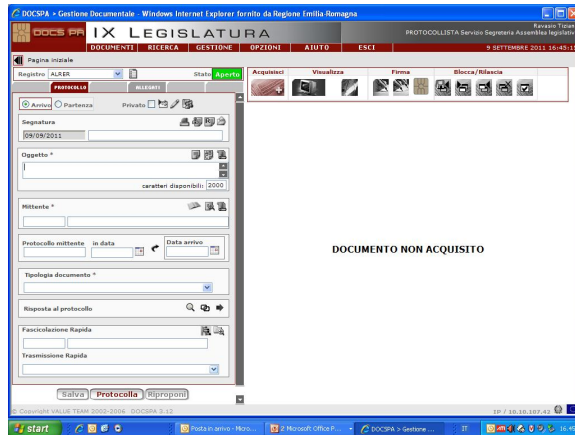 DOCSPA > Gestione Documentale - Windows Internet Explorer fornito da Regione Emilia-Romagna
DOCS PA IX LEGISLATURA
Ravasio Tizian
PROTOCOLLISTA Servizio Segreteria Assemblea legislativ
DOCUMENTI RICERCA GESTIONE OPZIONI AIUTO ESCI 9 SETTEMBRE 2011 16:45:1
Pagina iniziale
Registro ALRER Stato Aperto
Acquisisci Visualizza Firma Blocca/Rilascia
PROTOCOLLO ALLEGATI
Arrivo Partenza Privato
Segnatura
09/09/2011
Oggetto *
caratteri disponibili: 2000
Mittente *
Protocollo mittente in data Data arrivo
DOCUMENTO NON ACQUISITO
Tipologia documento *
Risposta al protocollo
Fascicolazione Rapida
Trasmissione Rapida
Salva Protocolla Riproponi
© Copyright VALUE TEAM 2002-2006 DOCSPA 3.12
IP / 10.10.107.42
start Posta in arrivo - Micro... 2 Microsoft Office P... DOCSPA > Gestione ... IT 16.45